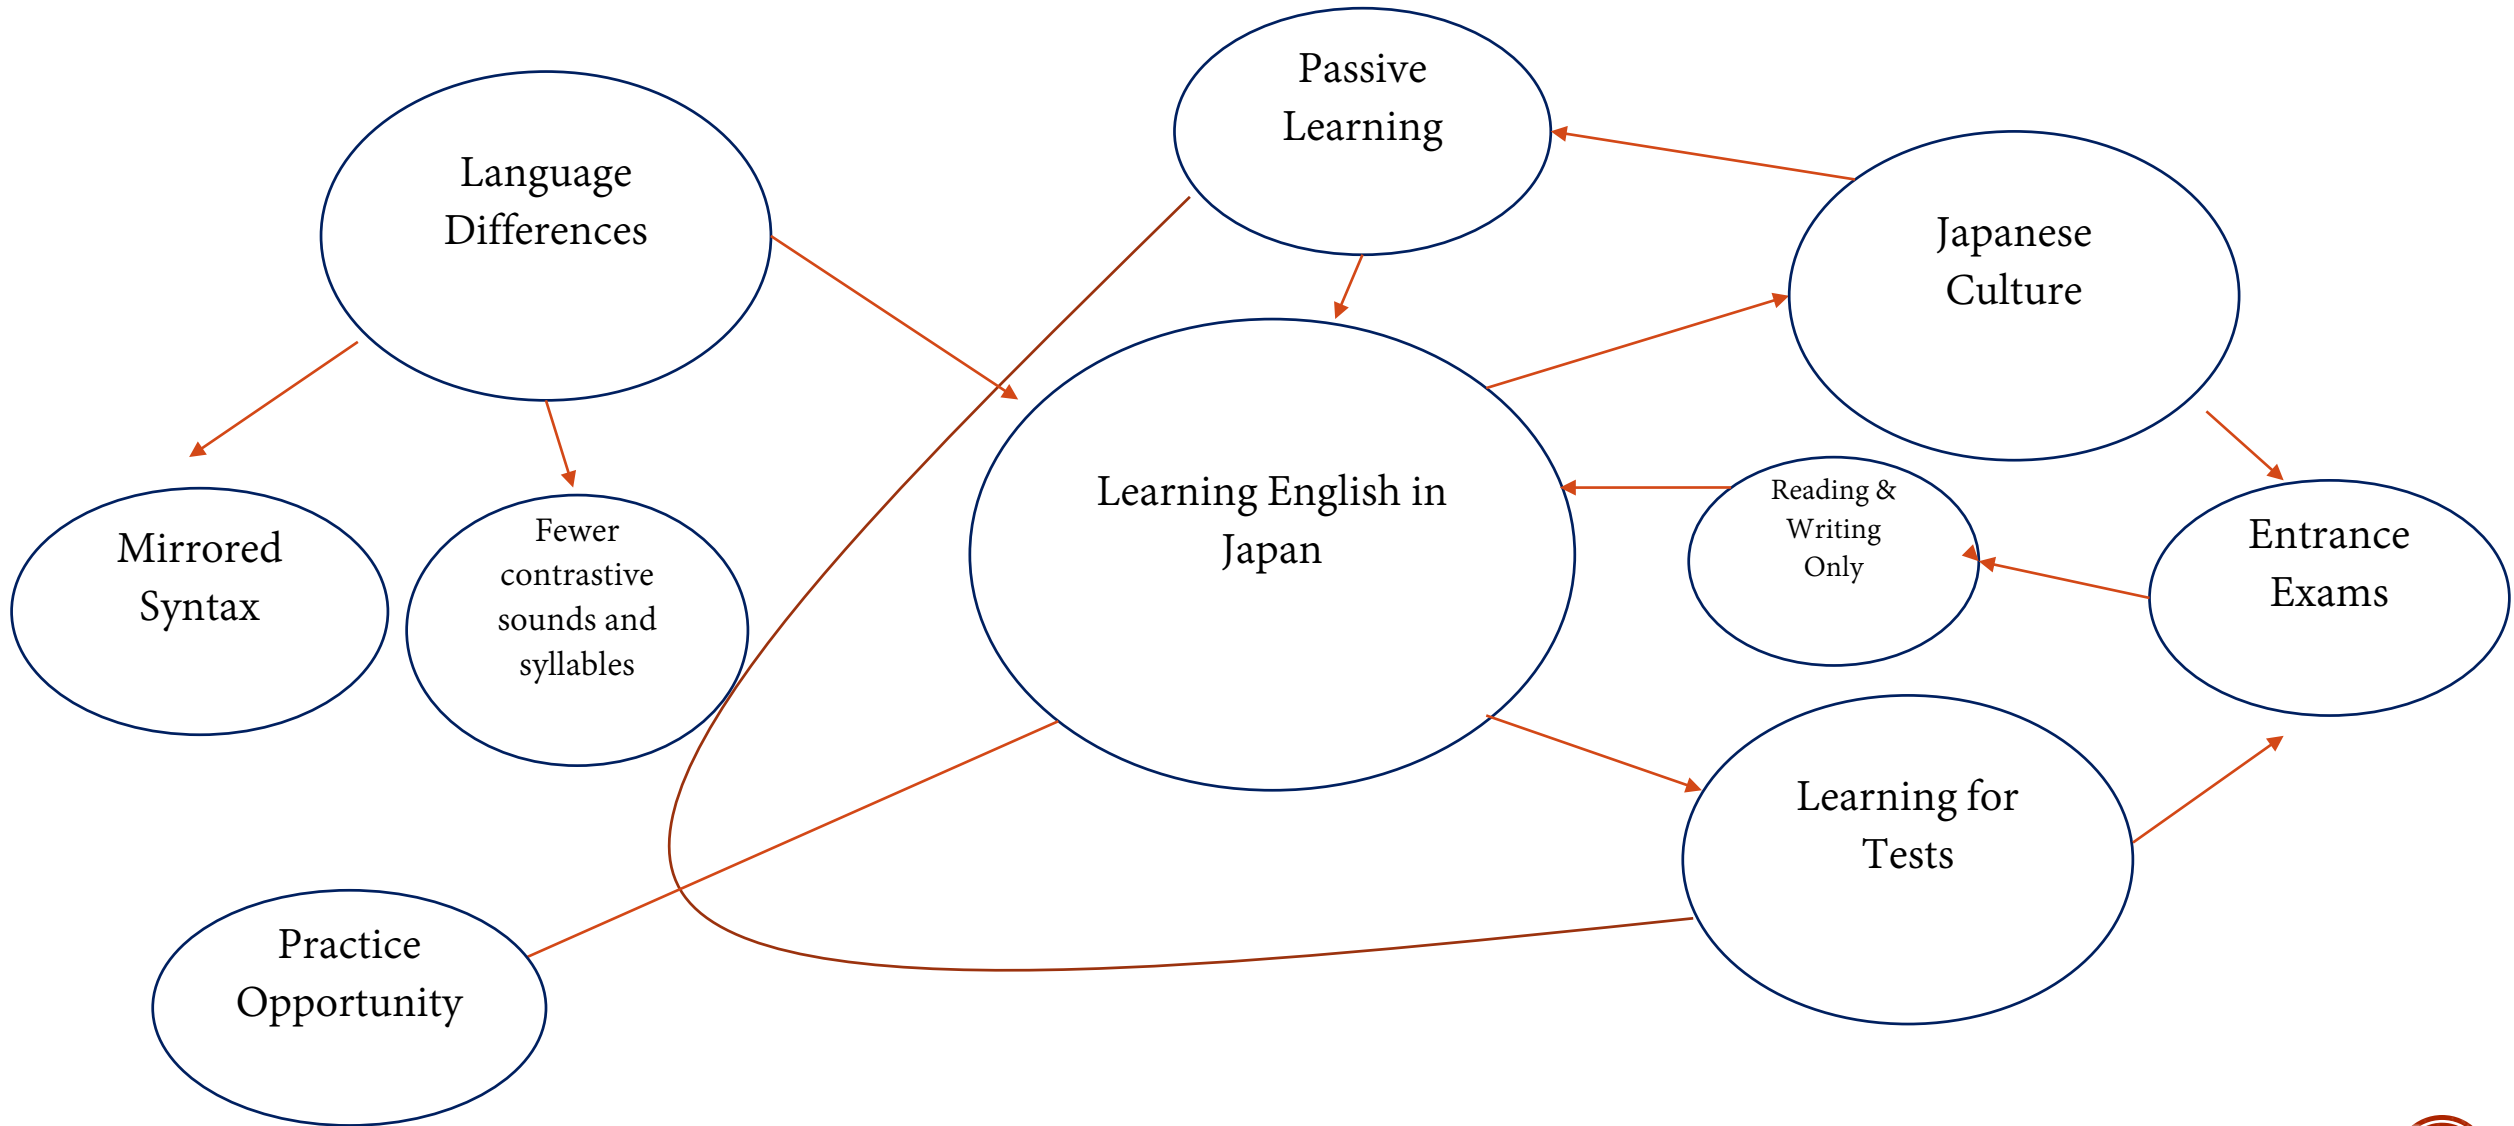 Passive
Learning
Language
Differences
Japanese
Culture
Learning English in
Japan
Reading &
Writing
Only
Entrance
Exams
Mirrored
Syntax
Fewer
contrastive
sounds and
syllables
Learning for
Tests
Practice
Opportunity